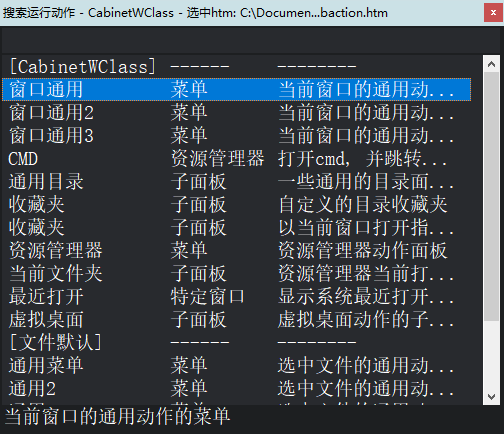 搜索运行动作 - CabinetWClass - 选中htm: C:\Documen...baction.htm
[CabinetWClass] ------ --------
窗口通用 菜单 当前窗口的通用动...
窗口通用2 菜单 当前窗口的通用动...
窗口通用3 菜单 当前窗口的通用动...
CMD 资源管理器 打开cmd, 并跳转...
通用目录 子面板 一些通用的目录面...
收藏夹 子面板 自定义的目录收藏夹
收藏夹 子面板 以当前窗口打开指...
资源管理器 菜单 资源管理器动作面板
当前文件夹 子面板 资源管理器当前打...
最近打开 特定窗口 显示系统最近打开...
虚拟桌面 子面板 虚拟桌面动作的子...
[文件默认] ------ --------
通用菜单 菜单 选中文件的通用动...
通用2 菜单 选中文件的通用动...
当前窗口的通用动作的菜单